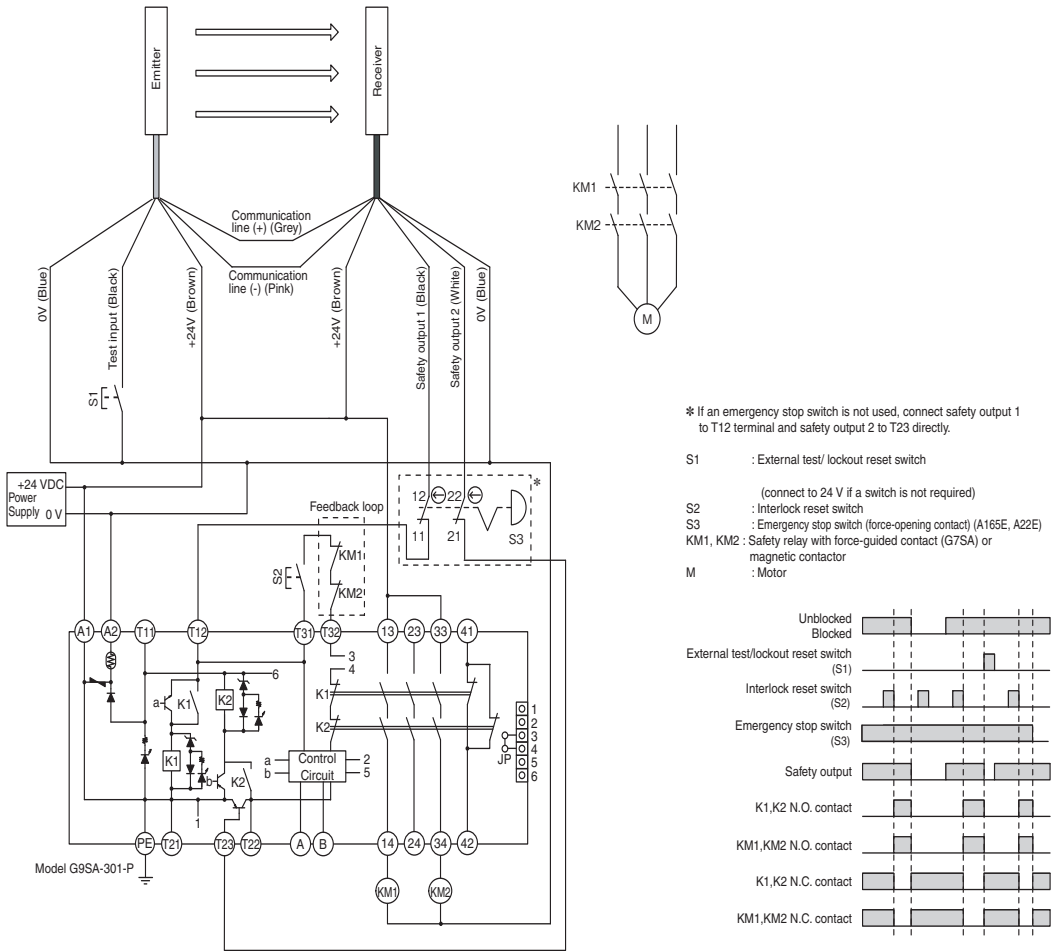 Emitter
Receiver
Communication
line (+) (Grey)
Communication
line (-) (Pink)
0V (Blue)
Test input (Black)
+24V (Brown)
+24V (Brown)
Safety output 1 (Black)
Safety output 2 (White)
0V (Blue)
KM1
KM2
M
S1
+24 VDC
Power
Supply 0 V
Feedback loop
12
22
11
21
S3
*
S2
KM1
KM2
A1
A2
T11
T12
T31
T32
13
23
33
41
3
4
6
a
K1
K2
K1
K2
K1
b
K2
a
b
Control
Circuit
2
5
1
JP
1
2
3
4
5
6
PE
T21
T23
T22
A
B
14
24
34
42
Model G9SA-301-P
KM1
KM2
* If an emergency stop switch is not used, connect safety output 1
to T12 terminal and safety output 2 to T23 directly.
S1 : External test/ lockout reset switch
(connect to 24 V if a switch is not required)
S2 : Interlock reset switch
S3 : Emergency stop switch (force-opening contact) (A165E, A22E)
KM1, KM2 : Safety relay with force-guided contact (G7SA) or
magnetic contactor
M : Motor
Unblocked
Blocked
External test/lockout reset switch
(S1)
Interlock reset switch
(S2)
Emergency stop switch
(S3)
Safety output
K1,K2 N.O. contact
KM1,KM2 N.O. contact
K1,K2 N.C. contact
KM1,KM2 N.C. contact